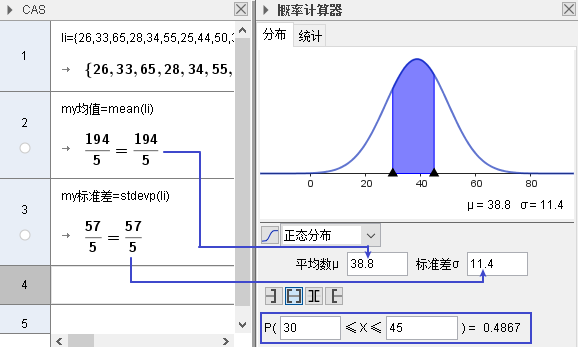 CAS
概率计算器
1
li={26,33,65,28,34,55,25,44,50,3
→ {26,33,65,28,34,55,
2
my均值=mean(li)
→ 194/5 = 194/5
3
my标准差=stdevp(li)
→ 57/5 = 57/5
4
5
分布 统计
0 20 40 60 80
μ = 38.8 σ = 11.4
正态分布
平均数μ 38.8 标准差σ 11.4
P( 30 ≤X≤ 45 ) = 0.4867